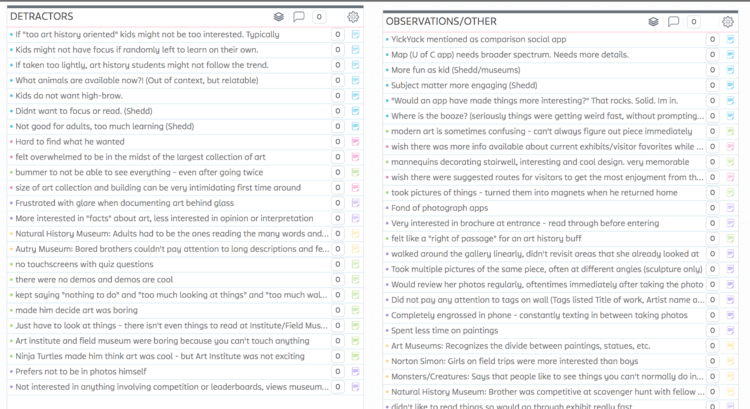 DETRACTORS
0
If "too art history oriented" kids might not be too interested. Typically 0
Kids might not have focus if randomly left to learn on their own. 0
If taken too lightly, art history students might not follow the trend. 0
What animals are available now?! (Out of context, but relatable) 0
Kids do not want high-brow. 0
Didnt want to focus or read. (Shedd) 0
Not good for adults, too much learning (Shedd) 0
Hard to find what he wanted 0
felt overwhelmed to be in the midst of the largest collection of art 0
bummer to not be able to see everything - even after going twice 0
size of art collection and building can be very intimidating first time around 0
Frustrated with glare when documenting art behind glass 0
More interested in "facts" about art, less interested in opinion or interpretation 0
Natural History Museum: Adults had to be the ones reading the many words and... 0
Autry Museum: Bored brothers couldn't pay attention to long descriptions and fe... 0
no touchscreens with quiz questions 0
there were no demos and demos are cool 0
kept saying "nothing to do" and "too much looking at things" and "too much wal... 0
made him decide art was boring 0
Just have to look at things - there isn't even things to read at Institute/Field Mus... 0
Art institute and field museum were boring because you can't touch anything 0
Ninja Turtles made him think art was cool - but Art Institute was not exciting 0
Prefers not to be in photos himself 0
Not interested in anything involving competition or leaderboards, views museum... 0
OBSERVATIONS/OTHER
0
YickYack mentioned as comparison social app 0
Map (U of C app) needs broader spectrum. Needs more details. 0
More fun as kid (Shedd/museums) 0
Subject matter more engaging (Shedd) 0
"Would an app have made things more interesting?" That rocks. Solid. Im in. 0
Where is the booze? (seriously things were getting weird fast, without prompting... 0
modern art is sometimes confusing - can't always figure out piece immediately 0
wish there was more info available about current exhibits/visitor favorites while ... 0
mannequins decorating stairwell, interesting and cool design. very memorable 0
wish there were suggested routes for visitors to get the most enjoyment from th... 0
took pictures of things - turned them into magnets when he returned home 0
Fond of photograph apps 0
Very interested in brochure at entrance - read through before entering 0
felt like a "right of passage" for an art history buff 0
walked around the gallery linearly, didn't revisit areas that she already looked at 0
Took multiple pictures of the same piece, often at different angles (sculpture only) 0
Would review her photos regularly, oftentimes immediately after taking the photo 0
Did not pay any attention to tags on wall (Tags listed Title of work, Artist name a... 0
Completely engrossed in phone - constantly texting in between taking photos 0
Spent less time on paintings 0
Art Museums: Recognizes the divide between paintings, statues, etc. 0
Norton Simon: Girls on field trips were more interested than boys 0
Monsters/Creatures: Says that people like to see things you can't normally do in... 0
Natural History Museum: Brother was competitive at scavenger hunt with fellow ... 0
didn't like to read things so would go through exhibit really fast 0